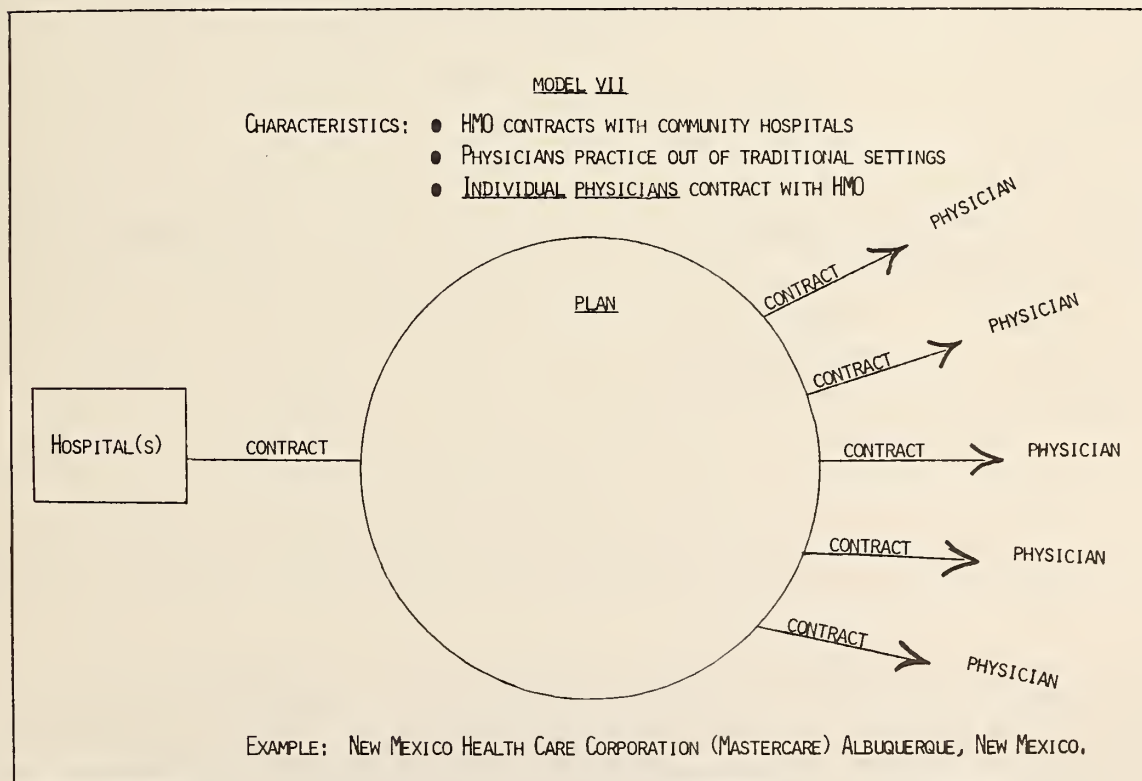 MODEL VII
CHARACTERISTICS: ● HMO CONTRACTS WITH COMMUNITY HOSPITALS
● PHYSICIANS PRACTICE OUT OF TRADITIONAL SETTINGS
● INDIVIDUAL PHYSICIANS CONTRACT WITH HMO
PLAN
HOSPITAL(S)
CONTRACT
CONTRACT
PHYSICIAN
CONTRACT
PHYSICIAN
CONTRACT
PHYSICIAN
CONTRACT
PHYSICIAN
CONTRACT
PHYSICIAN
EXAMPLE: NEW MEXICO HEALTH CARE CORPORATION (MASTERCARE) ALBUQUERQUE, NEW MEXICO.